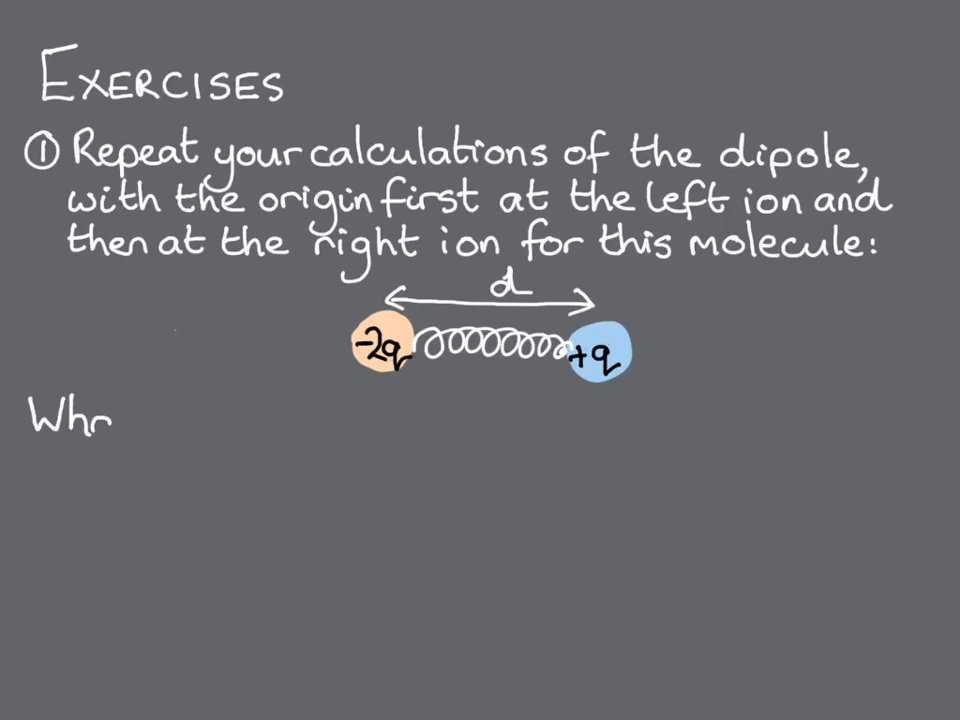 EXERCISES
① Repeat your calculations of the dipole,
with the origin first at the left ion and
then at the right ion for this molecule:
d
-2q +q